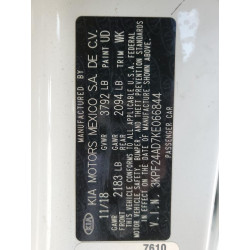 KIA KIA MOTORS MEXICO S.A. DE C.V.
MANUFACTURED BY
11/18 GVWR 3792 LB PAINT UD
FRONT GAWR 2183 LB REAR GAWR 2094 LB TRIM WK
THIS VEHICLE CONFORMS TO ALL APPLICABLE U.S. FEDERAL
MOTOR VEHICLE SAFETY, BUMPER, AND THEFT PREVENTION STANDARDS
IN EFFECT ON THE DATE OF MANUFACTURE SHOWN ABOVE.
V.I.N. 3KPF24AD7KE066844
PASSENGER CAR
7610